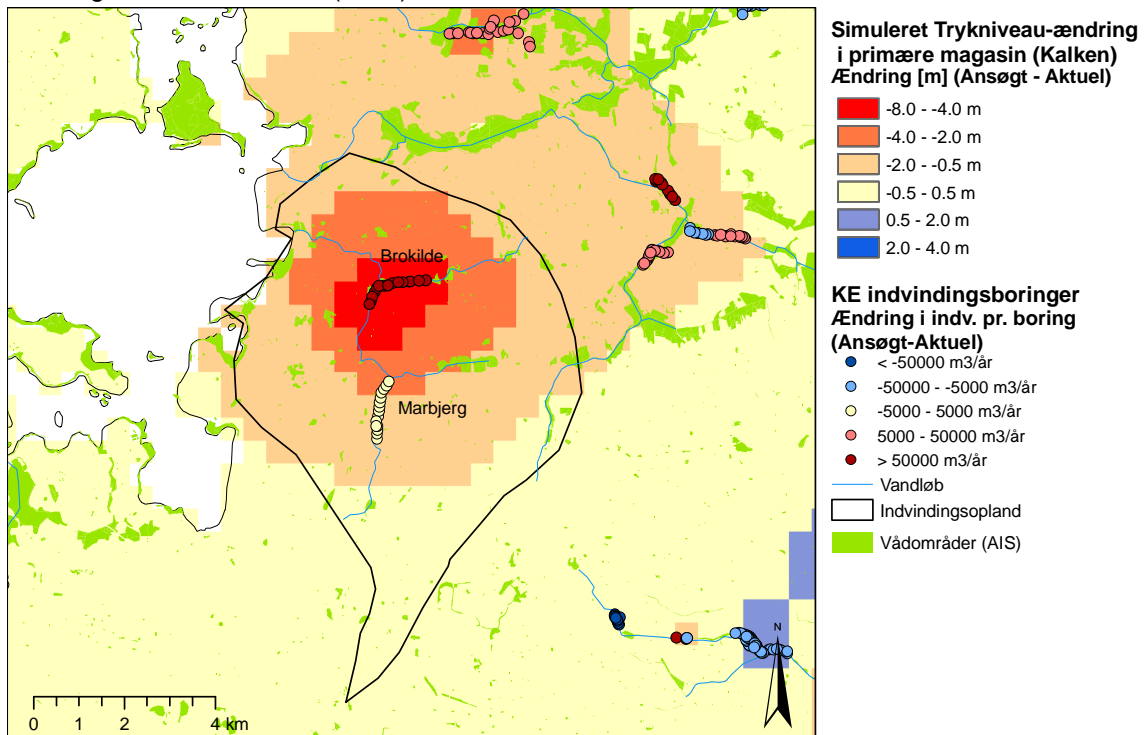 Simuleret Trykniveau-ændring
i primære magasin (Kalken)
Ændring [m] (Ansøgt - Aktuel)
-8.0 - -4.0 m
-4.0 - -2.0 m
-2.0 - -0.5 m
-0.5 - 0.5 m
0.5 - 2.0 m
2.0 - 4.0 m
KE indvindingsboringer
Ændring i indv. pr. boring
(Ansøgt-Aktuel)
< -50000 m3/år
-50000 - -5000 m3/år
-5000 - 5000 m3/år
5000 - 50000 m3/år
> 50000 m3/år
Vandløb
Indvindingsopland
Vådområder (AIS)
Brokilde
Marbjerg
N
0 1 2 4 km